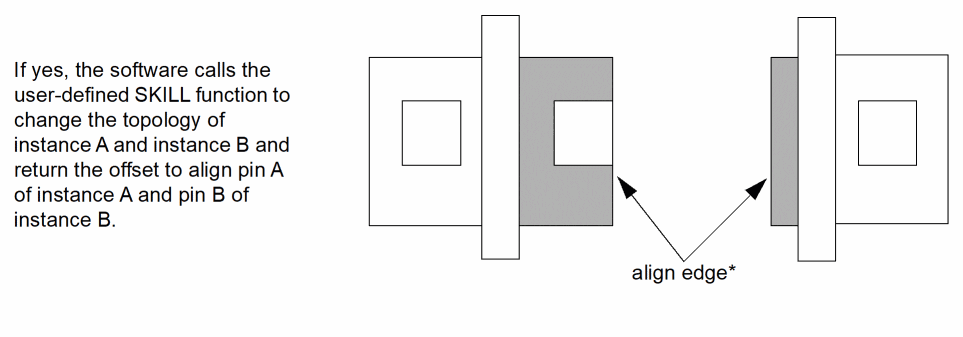 If yes, the software calls the
user-defined SKILL function to
change the topology of
instance A and instance B and
return the offset to align pin A
of instance A and pin B of
instance B.
align edge*